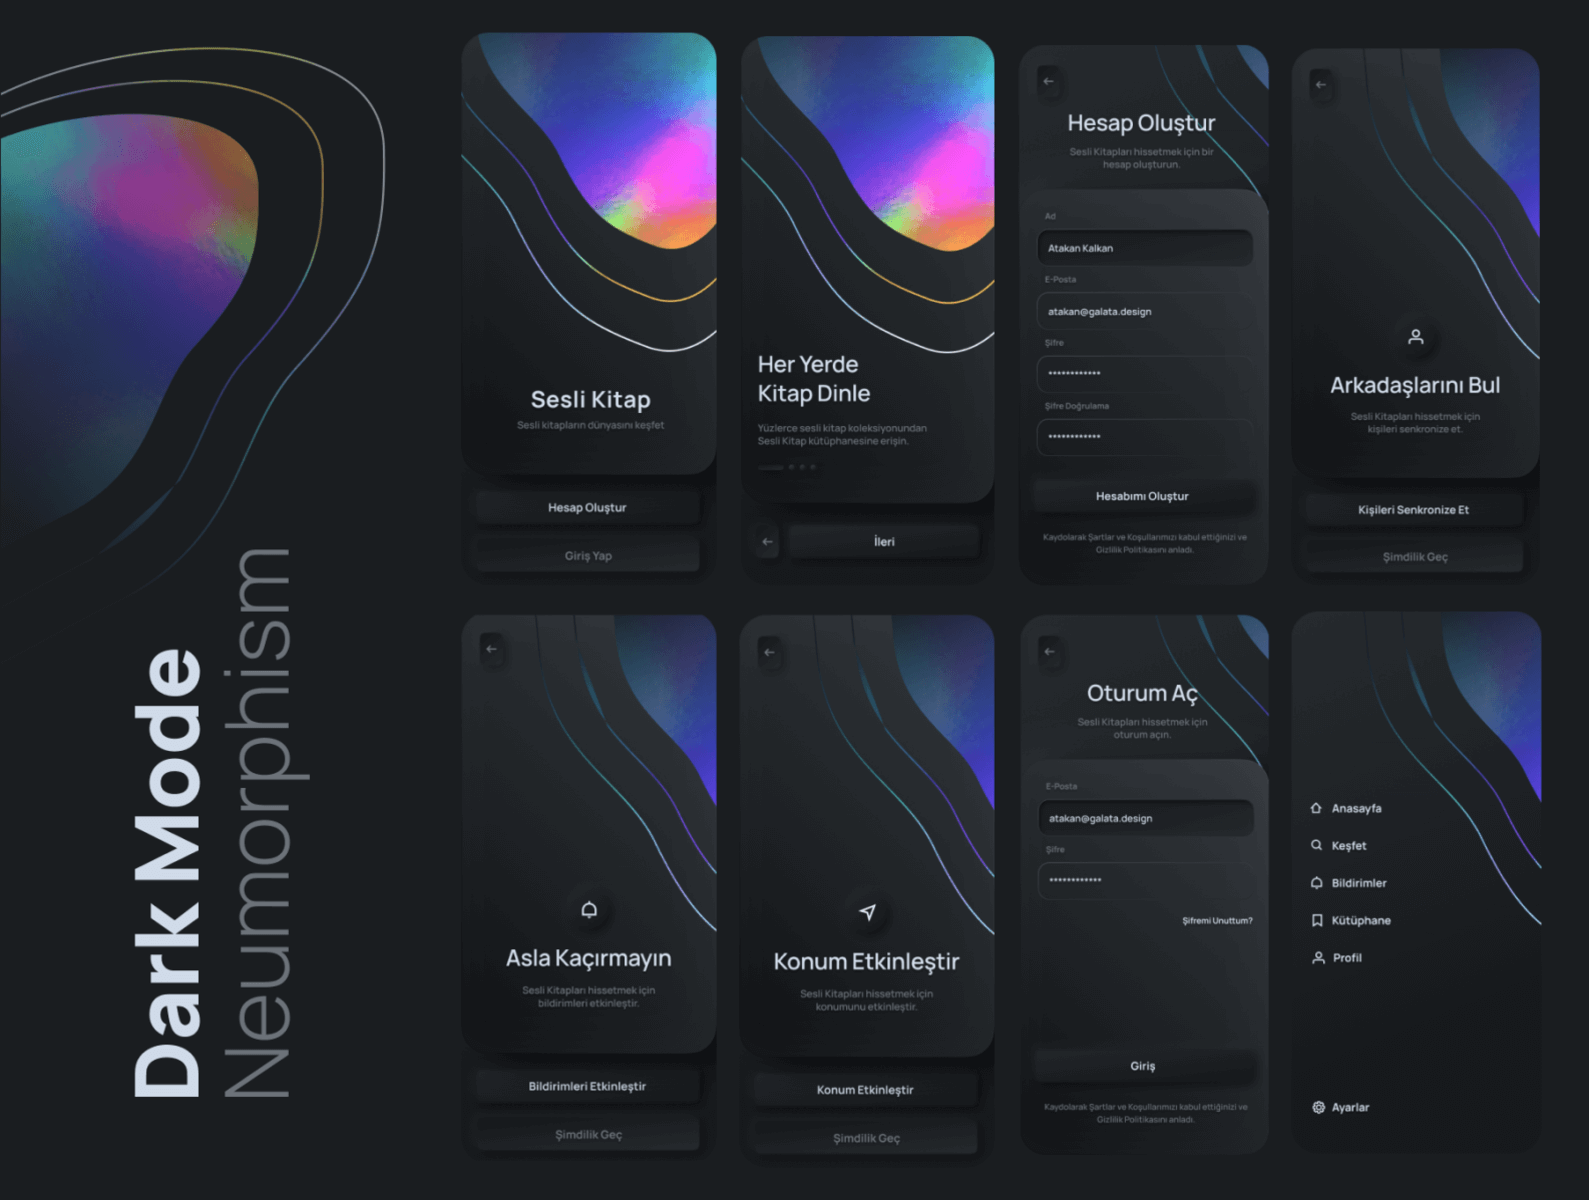 Dark Mode
Neumorphism
Sesli Kitap
Sesli kitapların dünyasını keşfet
Hesap Oluştur
Giriş Yap
Her Yerde
Kitap Dinle
Yüzlerce sesli kitap koleksiyonundan
Sesli Kitap kütüphanesine erişin.
İleri
Hesap Oluştur
Sesli Kitapları hissetmek için bir
hesap oluşturun.
Ad
Atakan Kalkan
E-Posta
atakan@galata.design
Şifre
************
Şifre Doğrulama
************
Hesabımı Oluştur
Kaydolarak Şartlar ve Koşullarımızı kabul ettiğinizi ve
Gizlilik Politikasını anladı.
Arkadaşlarını Bul
Sesli Kitapları hissetmek için
kişileri senkronize et.
Kişileri Senkronize Et
Şimdilik Geç
Asla Kaçırmayın
Sesli Kitapları hissetmek için
bildirimleri etkinleştir.
Bildirimleri Etkinleştir
Şimdilik Geç
Konum Etkinleştir
Sesli Kitapları hissetmek için
konumunu etkinleştir.
Konum Etkinleştir
Şimdilik Geç
Oturum Aç
Sesli Kitapları hissetmek için
oturum açın.
E-Posta
atakan@galata.design
Şifre
************
Şifremi Unuttum?
Giriş
Kaydolarak Şartlar ve Koşullarımızı kabul ettiğinizi ve
Gizlilik Politikasını anladı.
Anasayfa
Keşfet
Bildirimler
Kütüphane
Profil
Ayarlar